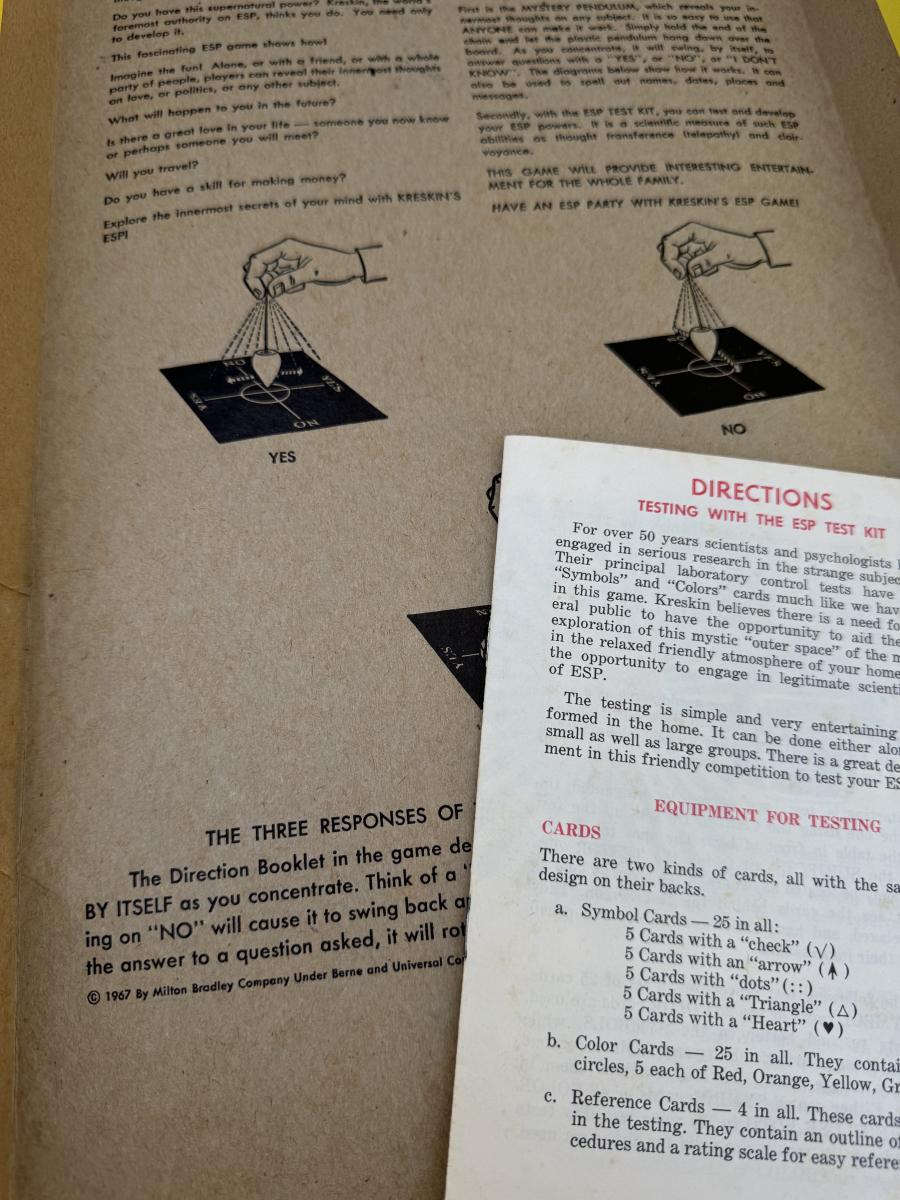 Do you have this supernatural power? Kreskin, the world's
foremost authority on ESP, thinks you do. You need only
to develop it.
This fascinating ESP game shows how!
Imagine the fun! Alone, or with a friend, or with a whole
party of people, players can reveal their innermost thoughts
on love, or politics, or any other subject.
What will happen to you in the future?
Is there a great love in your life — someone you now know
or perhaps someone you will meet?
Will you travel?
Do you have a skill for making money?
Explore the innermost secrets of your mind with KRESKIN'S
ESP!
First is the MYSTERY PENDULUM, which reveals your in-
nermost thoughts on any subject. It is so easy to use that
ANYONE can make it work. Simply hold the end of the
chain and let the plastic pendulum hang down over the
board. As you concentrate, it will swing, by itself, to
answer questions with a "YES", or "NO", or "I DON'T
KNOW". The diagrams below show how it works. It can
also be used to spell out names, dates, places and
messages.
Secondly, with the ESP TEST KIT, you can test and develop
your ESP powers. It is a scientific measure of such ESP
abilities as thought transference (telepathy) and clair-
voyance.
THIS GAME WILL PROVIDE INTERESTING ENTERTAIN-
MENT FOR THE WHOLE FAMILY.
HAVE AN ESP PARTY WITH KRESKIN'S ESP GAME!
NO
YES
YES
NO
YES
NO
YES
YES
NO
NO
YES
THE THREE RESPONSES OF
The Direction Booklet in the game de
BY ITSELF as you concentrate. Think of a "
ing on "NO" will cause it to swing back a
the answer to a question asked, it will rot
© 1967 By Milton Bradley Company Under Berne and Universal Co
DIRECTIONS
TESTING WITH THE ESP TEST KIT
For over 50 years scientists and psychologists
engaged in serious research in the strange subjec
Their principal laboratory control tests have
"Symbols" and "Colors" cards much like we hav
in this game. Kreskin believes there is a need fo
eral public to have the opportunity to aid the
exploration of this mystic "outer space" of the m
in the relaxed friendly atmosphere of your home
the opportunity to engage in legitimate scienti
of ESP.
The testing is simple and very entertaining
formed in the home. It can be done either alo
small as well as large groups. There is a great de
ment in this friendly competition to test your ES
EQUIPMENT FOR TESTING
CARDS
There are two kinds of cards, all with the sa
design on their backs.
a. Symbol Cards — 25 in all:
5 Cards with a "check" (√)
5 Cards with an "arrow" (↑)
5 Cards with "dots" (::)
5 Cards with a "Triangle" (△)
5 Cards with a "Heart" (♥)
b. Color Cards — 25 in all. They contai
circles, 5 each of Red, Orange, Yellow, Gr
c. Reference Cards — 4 in all. These cards
in the testing. They contain an outline o
cedures and a rating scale for easy refere